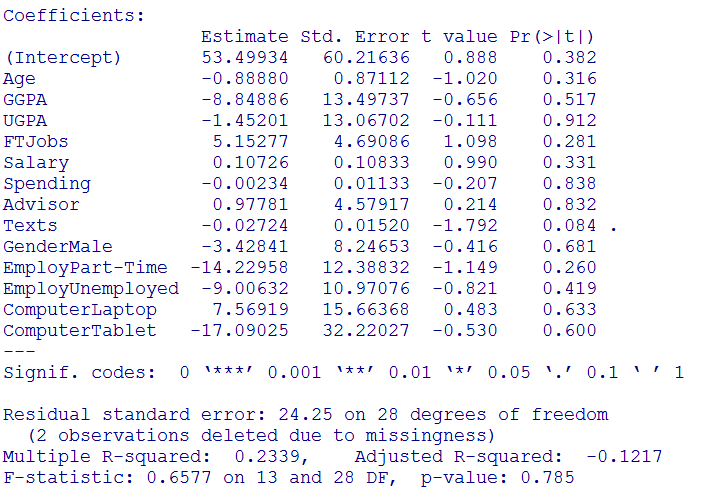 Coefficients:
Estimate Std. Error t value Pr(>|t|)
(Intercept) 53.49934 60.21636 0.888 0.382
Age -0.88880 0.87112 -1.020 0.316
GGPA -8.84886 13.49737 -0.656 0.517
UGPA -1.45201 13.06702 -0.111 0.912
FTJobs 5.15277 4.69086 1.098 0.281
Salary 0.10726 0.10833 0.990 0.331
Spending -0.00234 0.01133 -0.207 0.838
Advisor 0.97781 4.57917 0.214 0.832
Texts -0.02724 0.01520 -1.792 0.084 .
GenderMale -3.42841 8.24653 -0.416 0.681
EmployPart-Time -14.22958 12.38832 -1.149 0.260
EmployUnemployed -9.00632 10.97076 -0.821 0.419
ComputerLaptop 7.56919 15.66368 0.483 0.633
ComputerTablet -17.09025 32.22027 -0.530 0.600
---
Signif. codes: 0 ‘***’ 0.001 ‘**’ 0.01 ‘*’ 0.05 ‘.’ 0.1 ‘ ’ 1
Residual standard error: 24.25 on 28 degrees of freedom
(2 observations deleted due to missingness)
Multiple R-squared: 0.2339, Adjusted R-squared: -0.1217
F-statistic: 0.6577 on 13 and 28 DF, p-value: 0.785